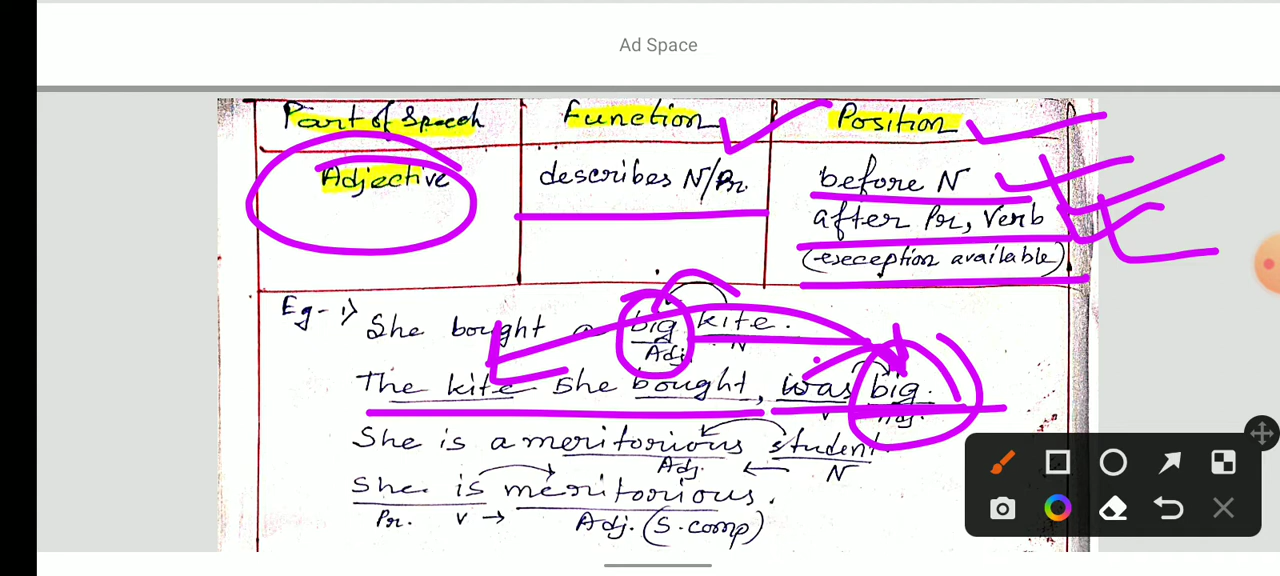 Ad Space
Part of Speech Function Position
Adjective describes N/Pr. before N
after Pr, Verb
(exception available)
Eg- 1) She bought a big kite.
Adj. N
The kite she bought, was big.
V Adj.
She is a meritorious student.
Adj. N
She is meritorious.
Pr. V → Adj. (S. comp)